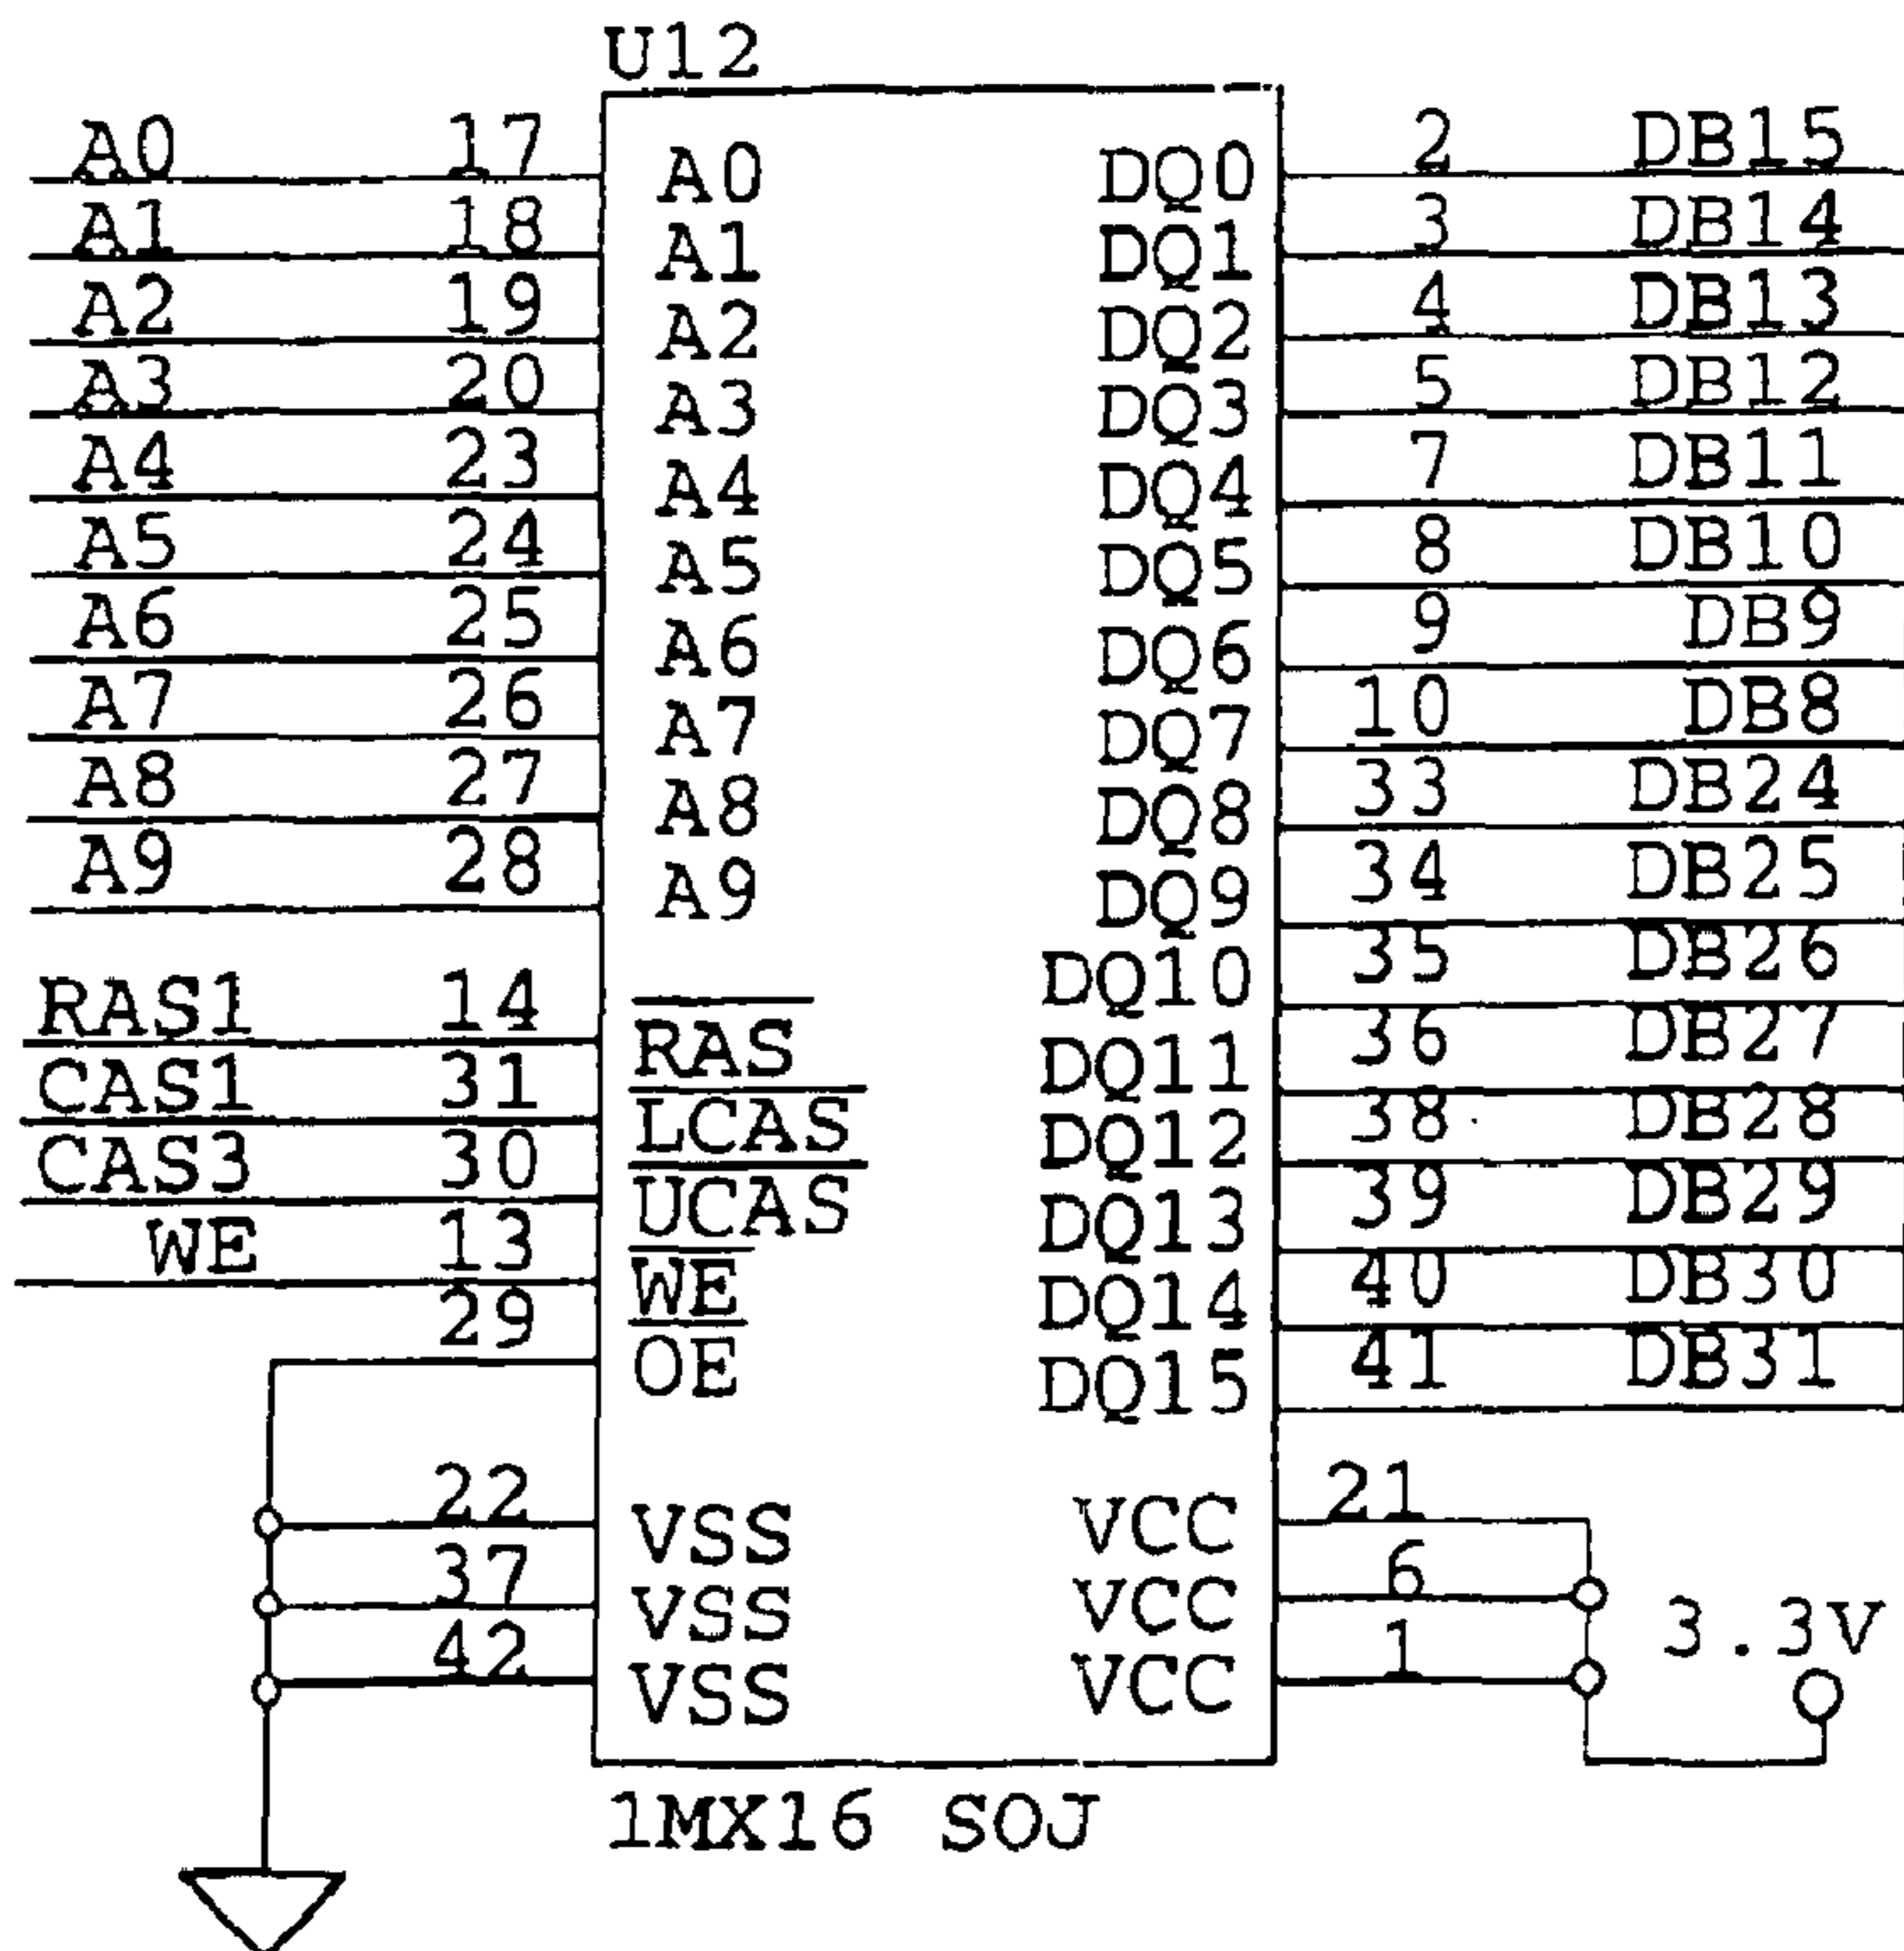 U12
A0 17 A0 DQ0 2 DB15
A1 18 A1 DQ1 3 DB14
A2 19 A2 DQ2 4 DB13
A3 20 A3 DQ3 5 DB12
A4 23 A4 DQ4 7 DB11
A5 24 A5 DQ5 8 DB10
A6 25 A6 DQ6 9 DB9
A7 26 A7 DQ7 10 DB8
A8 27 A8 DQ8 33 DB24
A9 28 A9 DQ9 34 DB25
DQ10 35 DB26
RAS1 14 RAS DQ11 36 DB27
CAS1 31 LCAS DQ12 38 DB28
CAS3 30 UCAS DQ13 39 DB29
WE 13 WE DQ14 40 DB30
29 OE DQ15 41 DB31
22 VSS VCC 21
37 VSS VCC 6
42 VSS VCC 1 3.3V
1MX16 SOJ